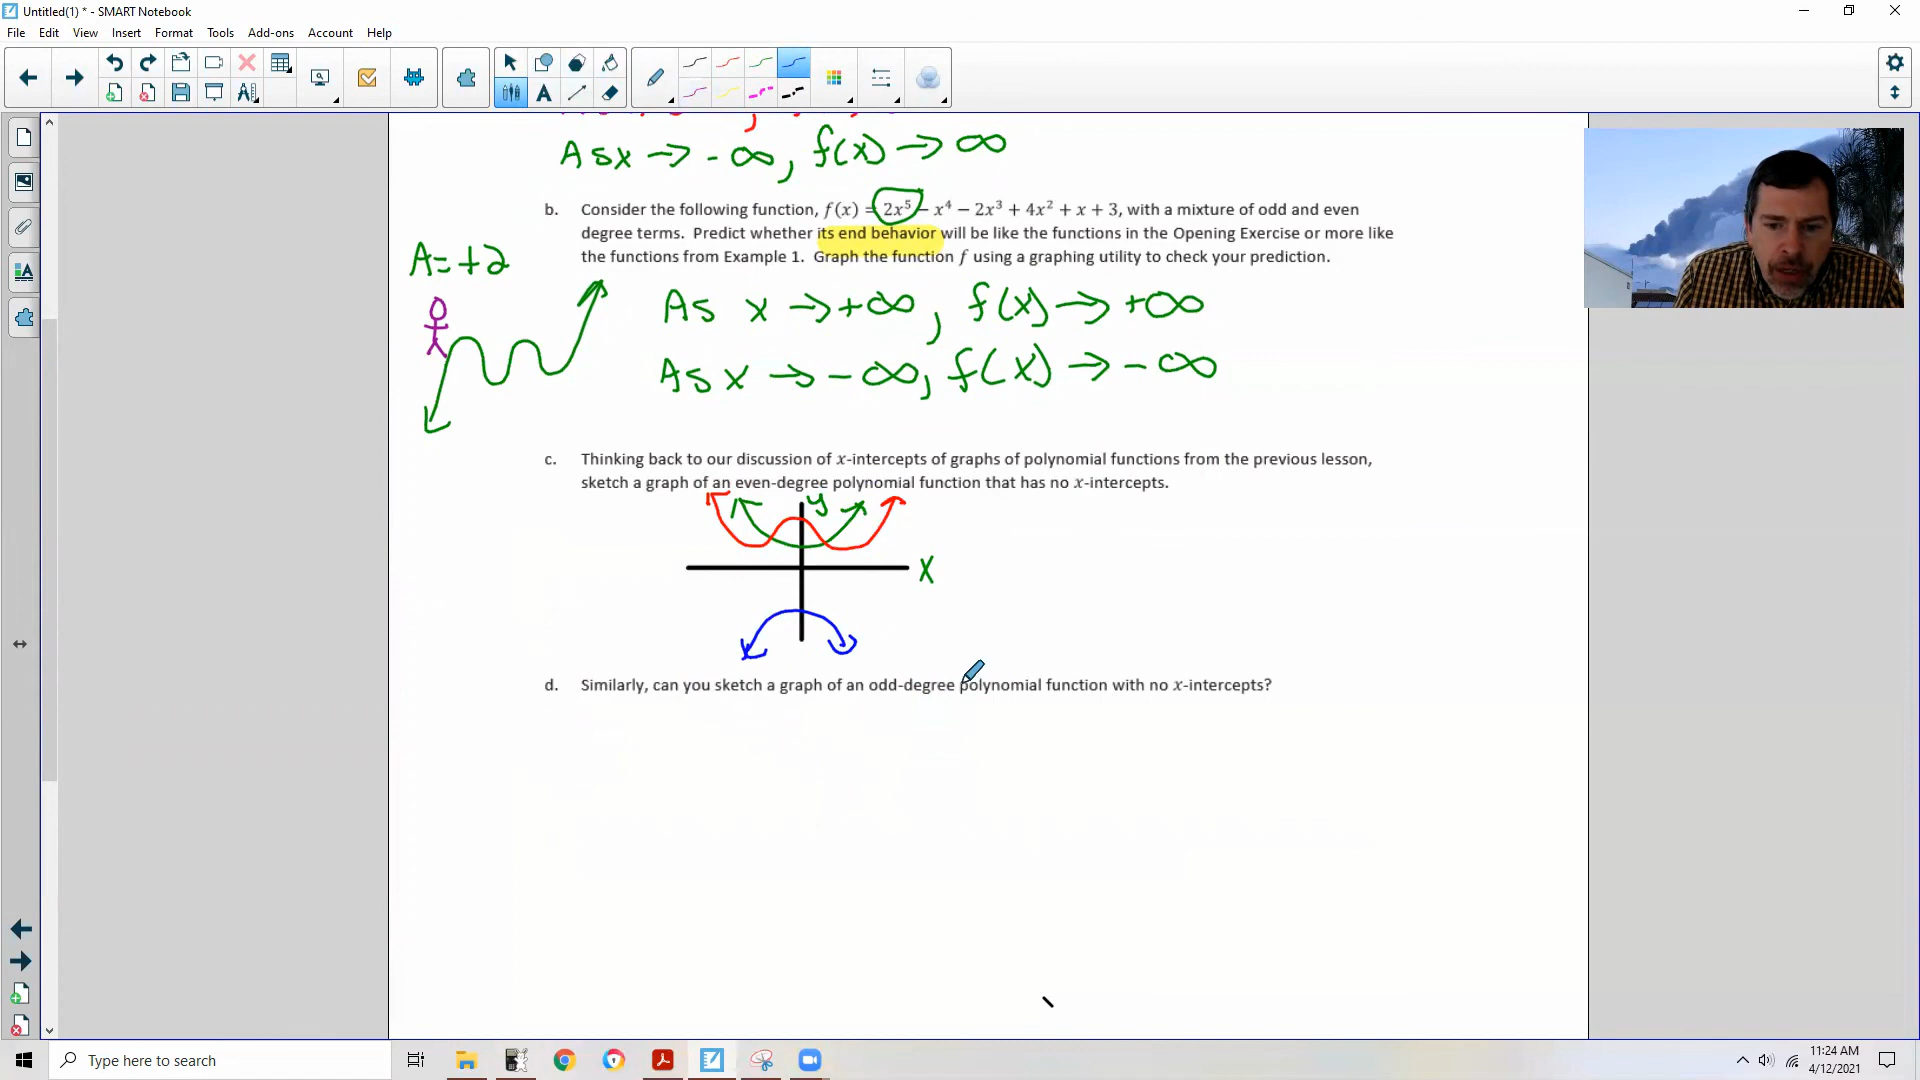 Untitled(1) * - SMART Notebook
File Edit View Insert Format Tools Add-ons Account Help
As x → - ∞, f(x) → ∞
b. Consider the following function, f(x) = 2x⁵ − x⁴ − 2x³ + 4x² + x + 3, with a mixture of odd and even
degree terms. Predict whether its end behavior will be like the functions in the Opening Exercise or more like
the functions from Example 1. Graph the function f using a graphing utility to check your prediction.
A = +2
As x → +∞, f(x) → +∞
As x → - ∞, f(x) → - ∞
c. Thinking back to our discussion of x-intercepts of graphs of polynomial functions from the previous lesson,
sketch a graph of an even-degree polynomial function that has no x-intercepts.
y
x
d. Similarly, can you sketch a graph of an odd-degree polynomial function with no x-intercepts?
Type here to search
11:24 AM
4/12/2021